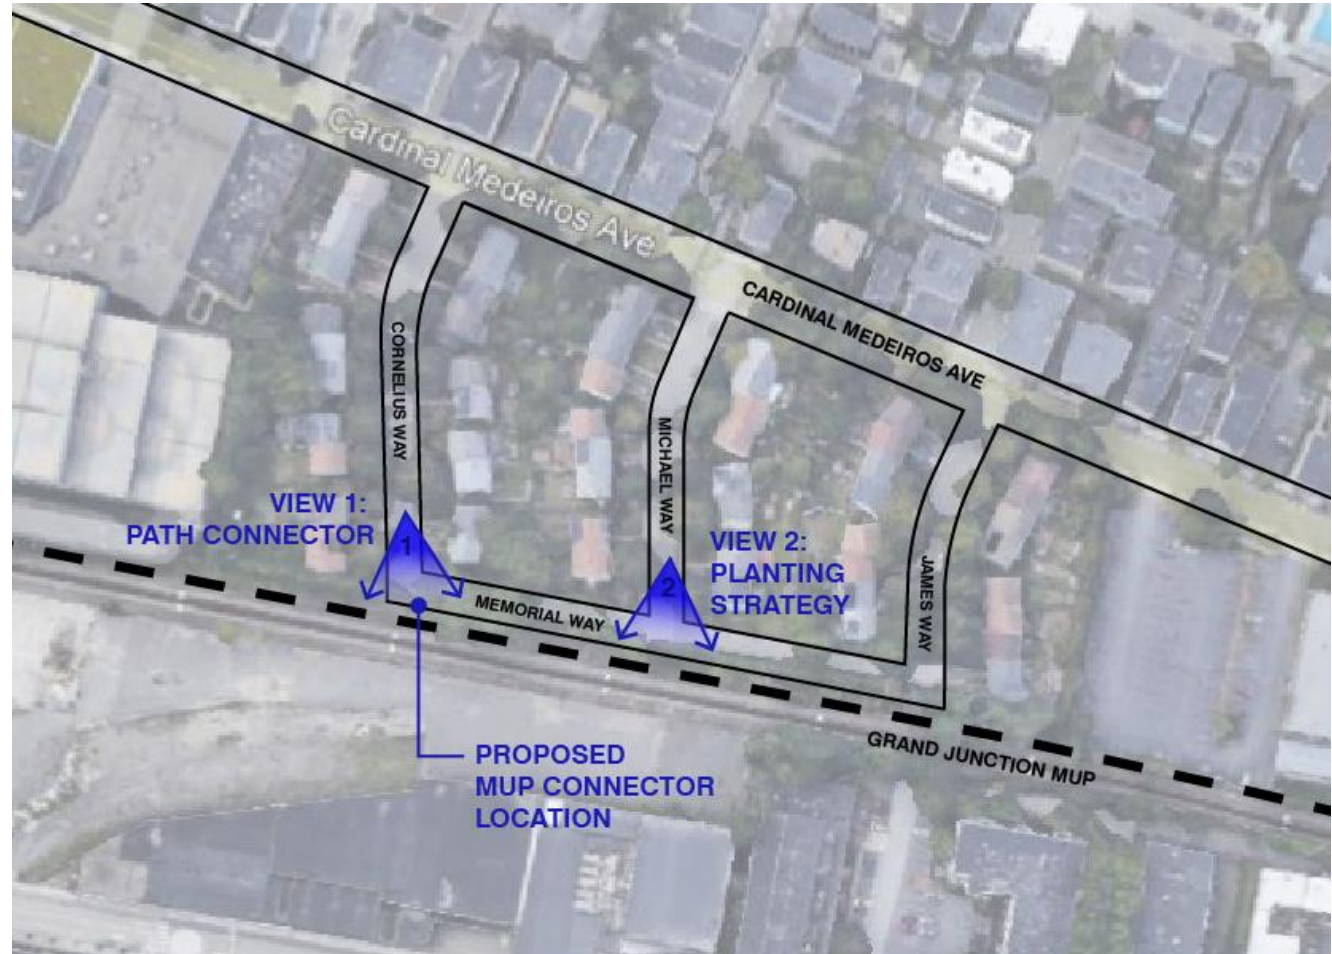 Cardinal Medeiros Ave
CARDINAL MEDEIROS AVE
CORNELIUS WAY
MICHAEL WAY
JAMES WAY
VIEW 1:
PATH CONNECTOR
1
VIEW 2:
PLANTING
STRATEGY
2
MEMORIAL WAY
GRAND JUNCTION MUP
PROPOSED
MUP CONNECTOR
LOCATION